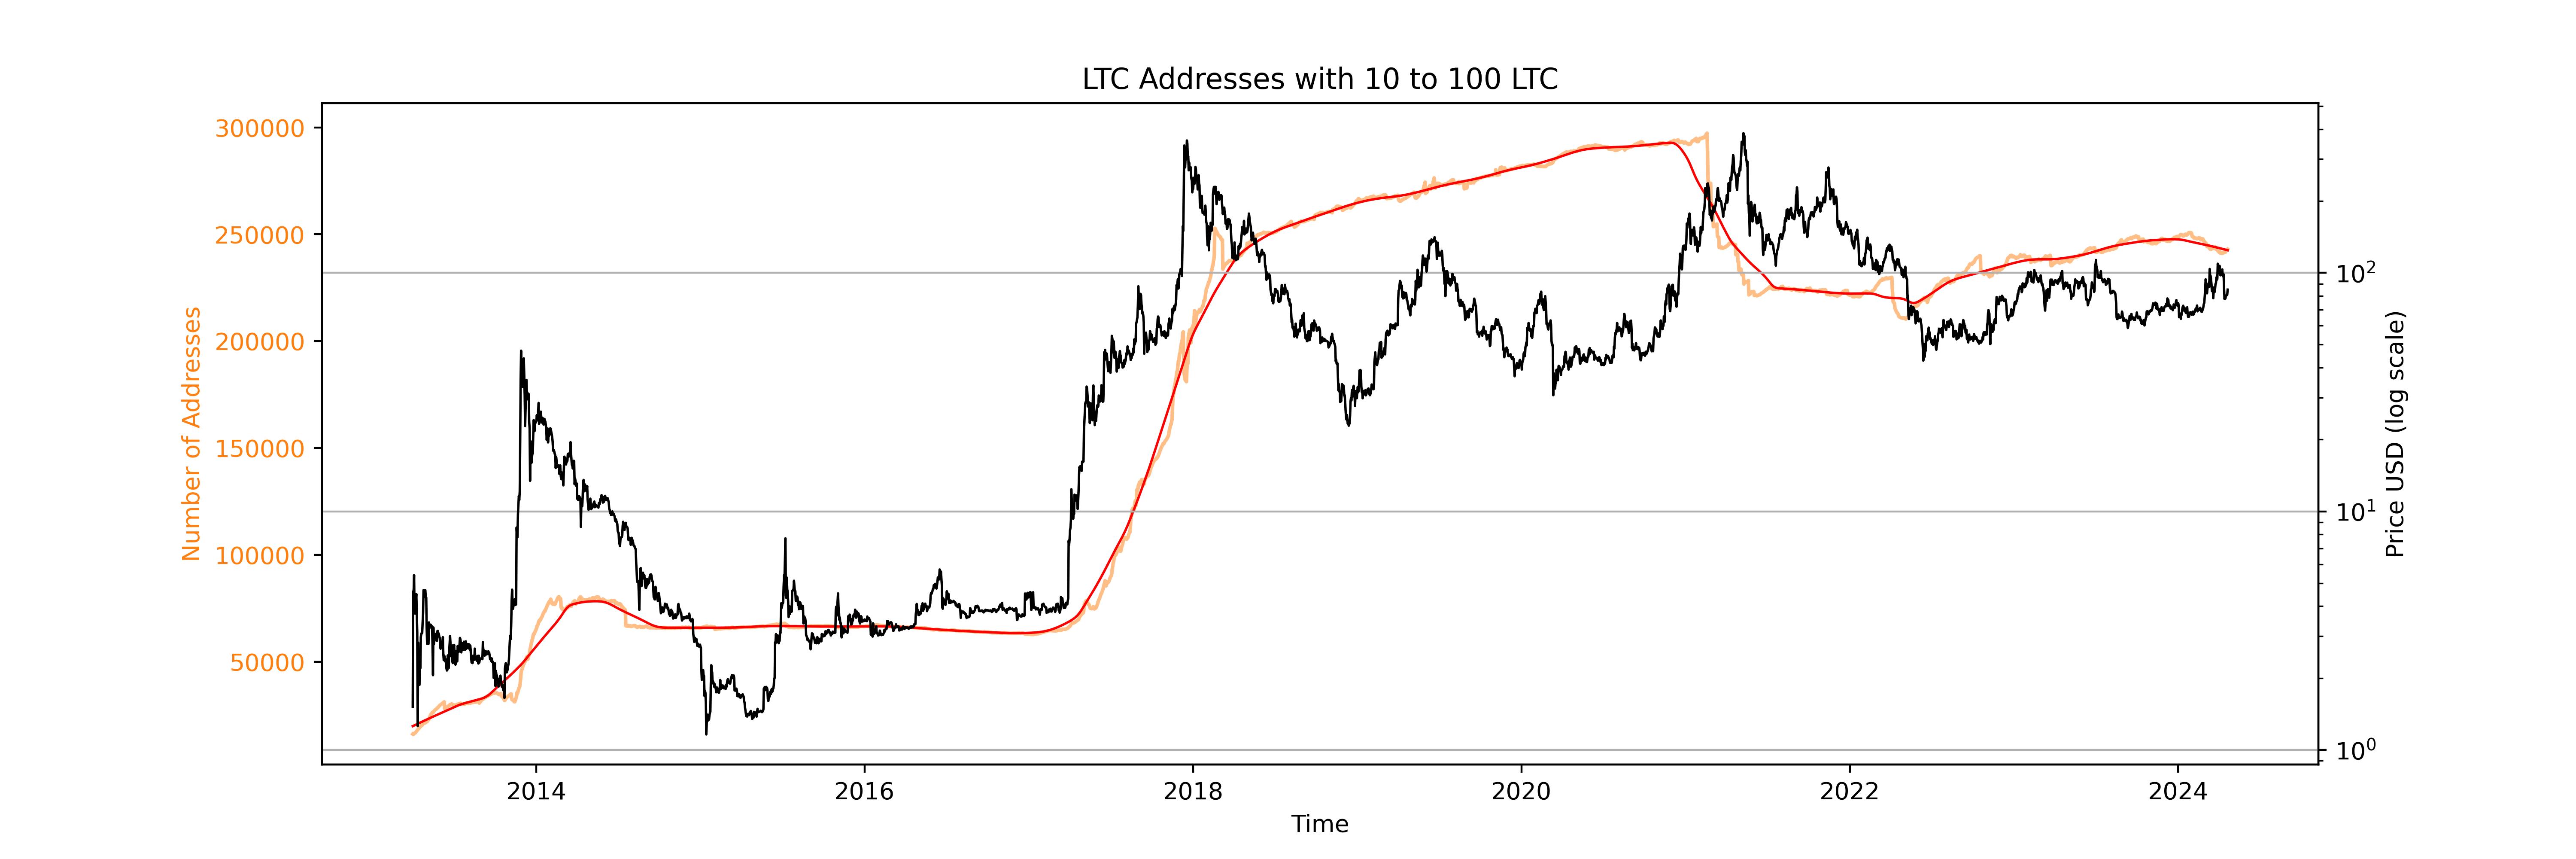 LTC Addresses with 10 to 100 LTC
300000
250000
200000
150000
100000
50000
Number of Addresses
10²
10¹
10⁰
Price USD (log scale)
2014 2016 2018 2020 2022 2024
Time